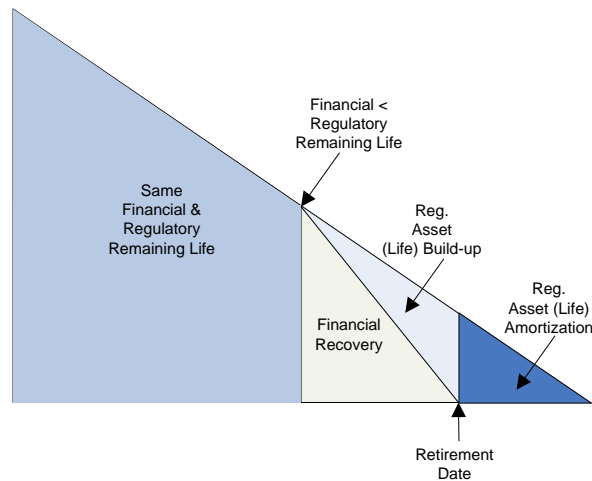 Financial <
Regulatory
Remaining Life
Same
Financial &
Regulatory
Remaining Life
Reg.
Asset
(Life) Build-up
Reg.
Asset (Life)
Amortization
Financial
Recovery
Retirement
Date